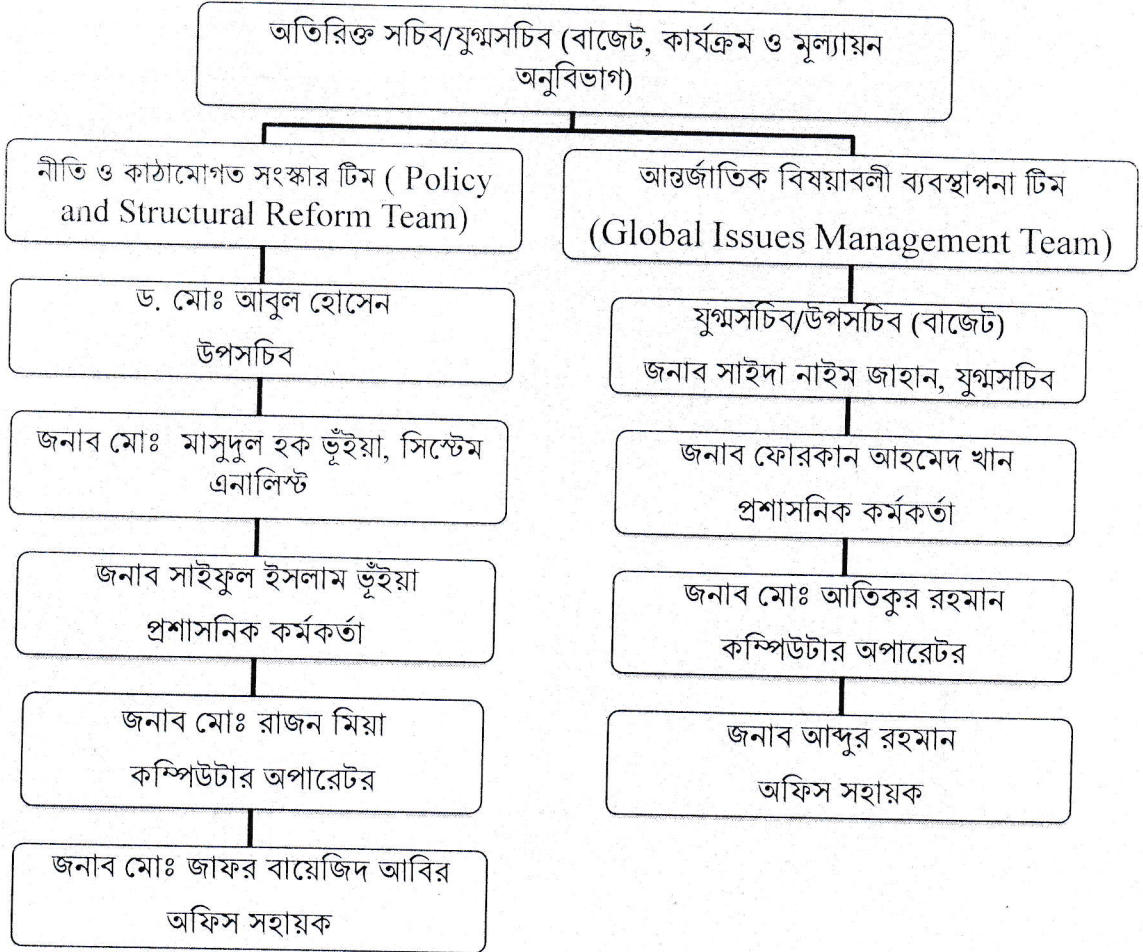 অতিরিক্ত সচিব/যুগ্মসচিব (বাজেট, কার্যক্রম ও মূল্যায়ন
অনুবিভাগ)
নীতি ও কাঠামোগত সংস্কার টিম ( Policy
and Structural Reform Team)
ড. মোঃ আবুল হোসেন
উপসচিব
জনাব মোঃ মাসুদুল হক ভূঁইয়া, সিস্টেম
এনালিস্ট
জনাব সাইফুল ইসলাম ভূঁইয়া
প্রশাসনিক কর্মকর্তা
জনাব মোঃ রাজন মিয়া
কম্পিউটার অপারেটর
জনাব মোঃ জাফর বায়েজিদ আবির
অফিস সহায়ক
আন্তর্জাতিক বিষয়াবলী ব্যবস্থাপনা টিম
(Global Issues Management Team)
যুগ্মসচিব/উপসচিব (বাজেট)
জনাব সাইদা নাইম জাহান, যুগ্মসচিব
জনাব ফোরকান আহমেদ খান
প্রশাসনিক কর্মকর্তা
জনাব মোঃ আতিকুর রহমান
কম্পিউটার অপারেটর
জনাব আব্দুর রহমান
অফিস সহায়ক